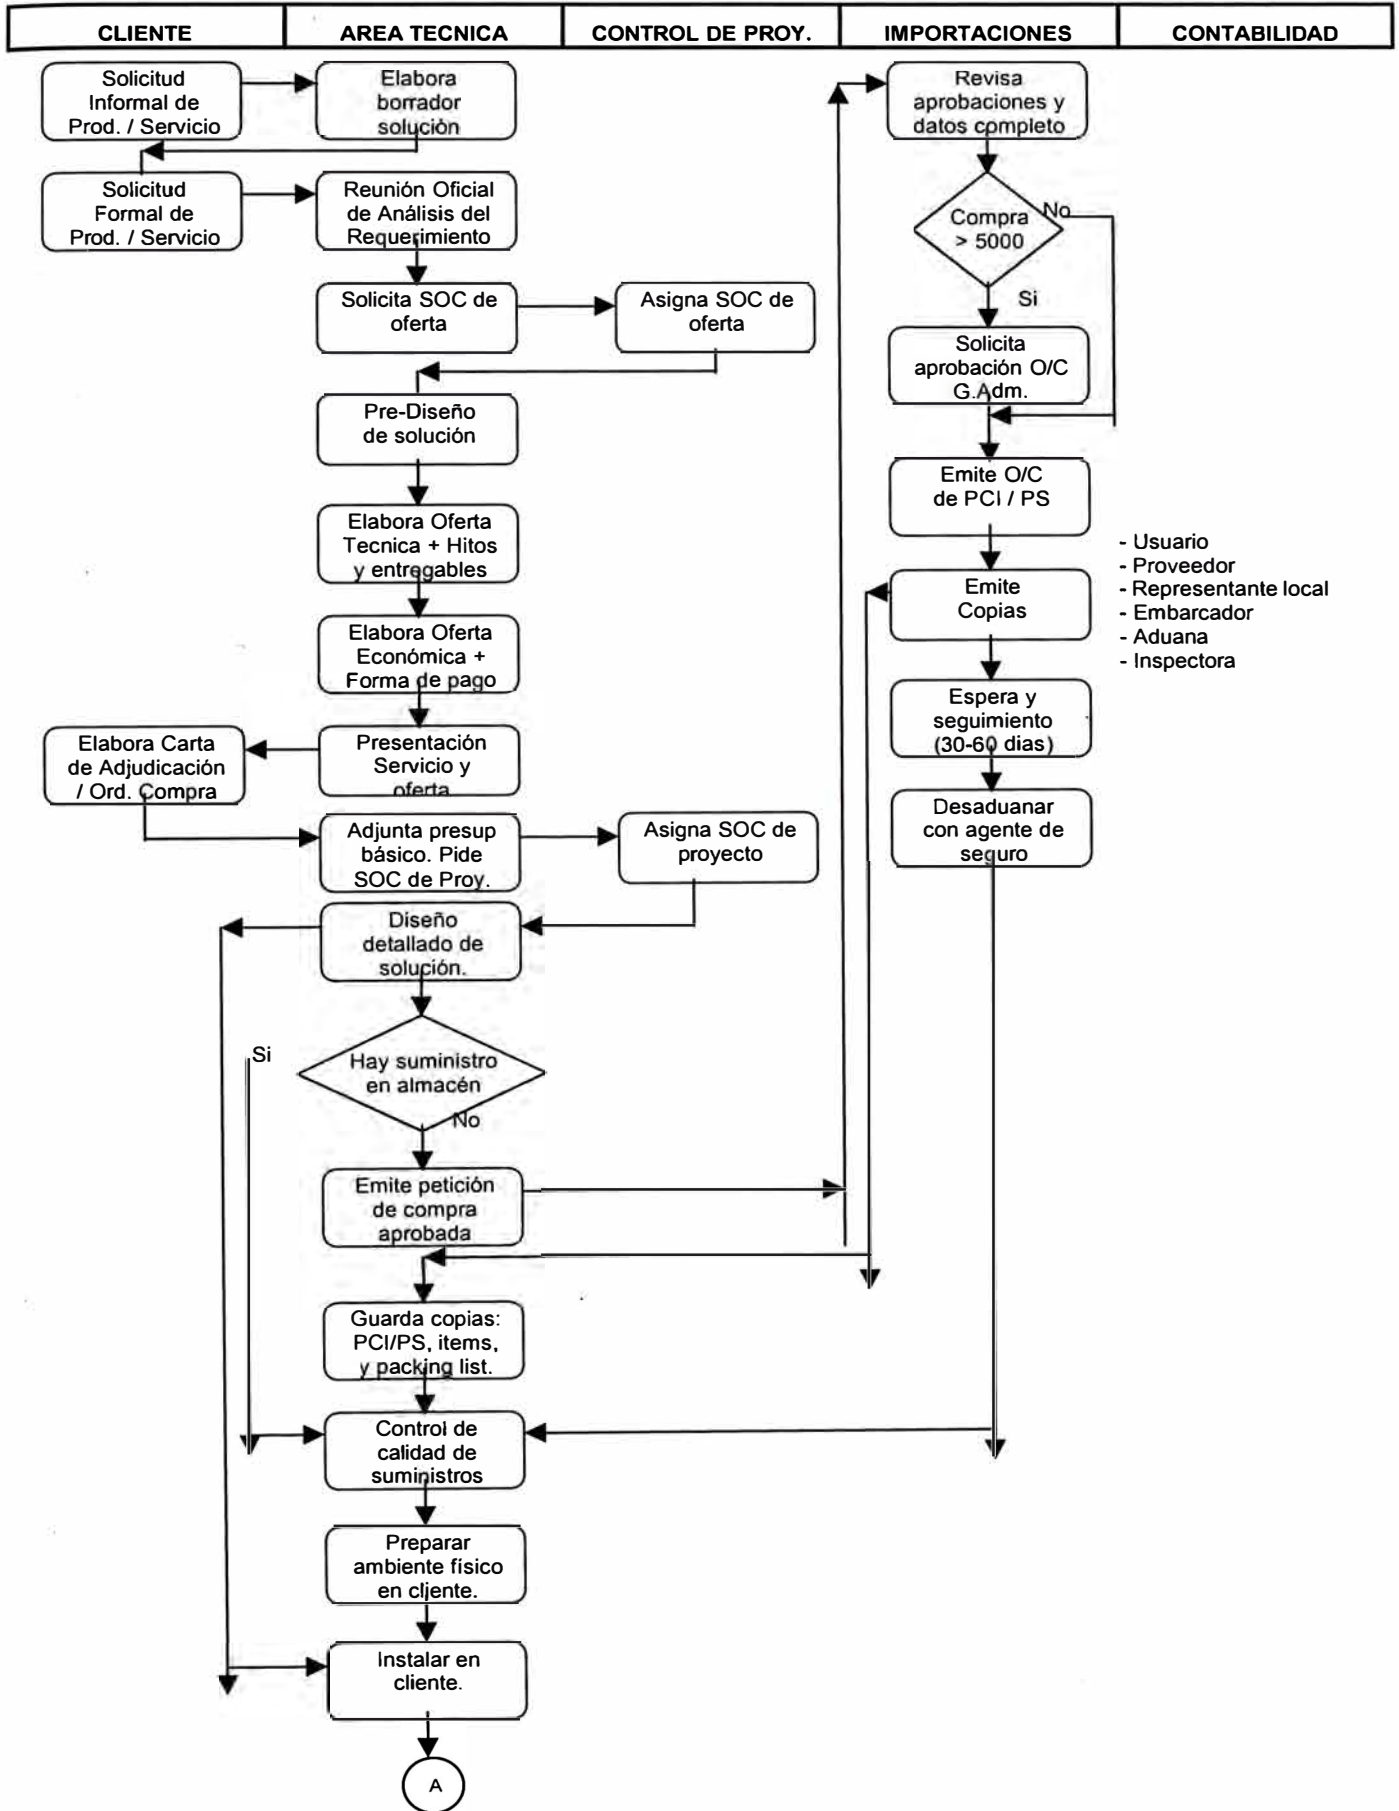 CLIENTE
AREA TECNICA
CONTROL DE PROY.
IMPORTACIONES
CONTABILIDAD
Solicitud
Informal de
Prod. / Servicio
Elabora
borrador
solución
Solicitud
Formal de
Prod. / Servicio
Reunión Oficial
de Análisis del
Requerimiento
Solicita SOC de
oferta
Asigna SOC de
oferta
Pre-Diseño
de solución
Elabora Oferta
Tecnica + Hitos
y entregables
Elabora Oferta
Económica +
Forma de pago
Presentación
Servicio y
oferta
Elabora Carta
de Adjudicación
/ Ord. Compra
Adjunta presup
básico. Pide
SOC de Proy.
Asigna SOC de
proyecto
Diseño
detallado de
solución.
Si
Hay suministro
en almacén
No
Emite petición
de compra
aprobada
Guarda copias:
PCI/PS, items,
y packing list.
Control de
calidad de
suministros
Preparar
ambiente físico
en cliente.
Instalar en
cliente.
A
Revisa
aprobaciones y
datos completo
Compra
> 5000
No
Si
Solicita
aprobación O/C
G.Adm.
Emite O/C
de PCI / PS
Emite
Copias
- Usuario
- Proveedor
- Representante local
- Embarcador
- Aduana
- Inspectora
Espera y
seguimiento
(30-60 dias)
Desaduanar
con agente de
seguro